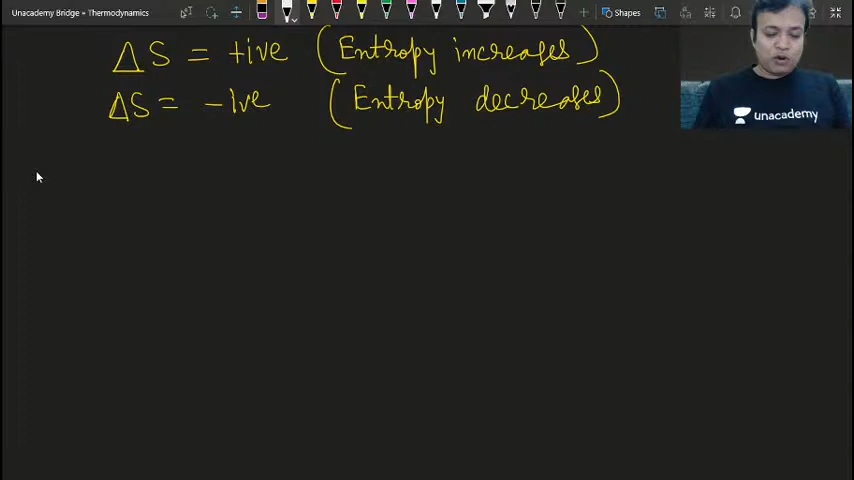 Unacademy Bridge » Thermodynamics
Shapes
ΔS = +ive (Entropy increases)
ΔS = -ive (Entropy decreases)
unacademy